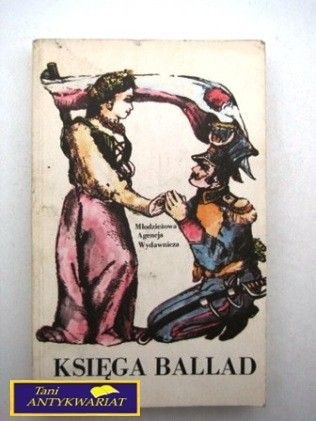 Młodzieżowa
Agencja
Wydawnicza
KSIĘGA BALLAD
Tani
ANTYKWARIAT